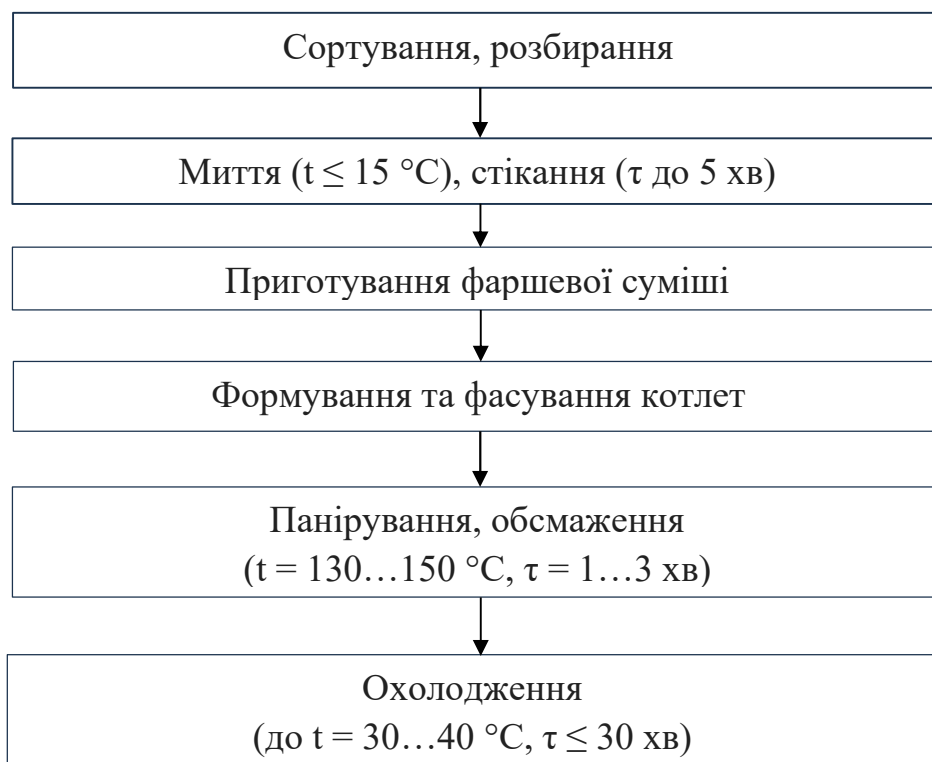 Сортування, розбирання
Миття (t ≤ 15 °С), стікання (τ до 5 хв)
Приготування фаршевої суміші
Формування та фасування котлет
Панірування, обсмаження
(t = 130…150 °С, τ = 1…3 хв)
Охолодження
(до t = 30…40 °С, τ ≤ 30 хв)